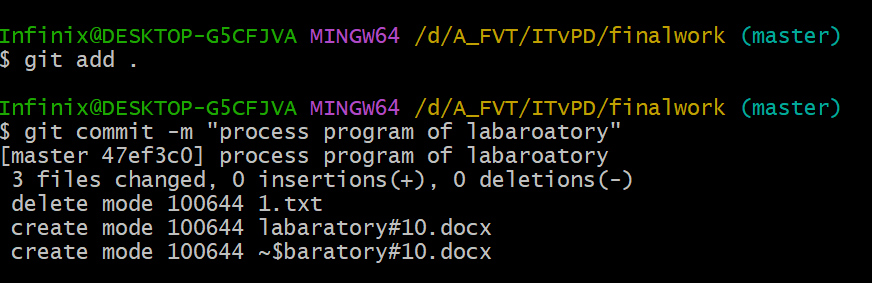 Infinix@DESKTOP-G5CFJVA MINGW64 /d/A_FVT/ITvPD/finalwork (master)
$ git add .
Infinix@DESKTOP-G5CFJVA MINGW64 /d/A_FVT/ITvPD/finalwork (master)
$ git commit -m "process program of labaroatory"
[master 47ef3c0] process program of labaroatory
3 files changed, 0 insertions(+), 0 deletions(-)
delete mode 100644 1.txt
create mode 100644 labaratory#10.docx
create mode 100644 ~$baratory#10.docx